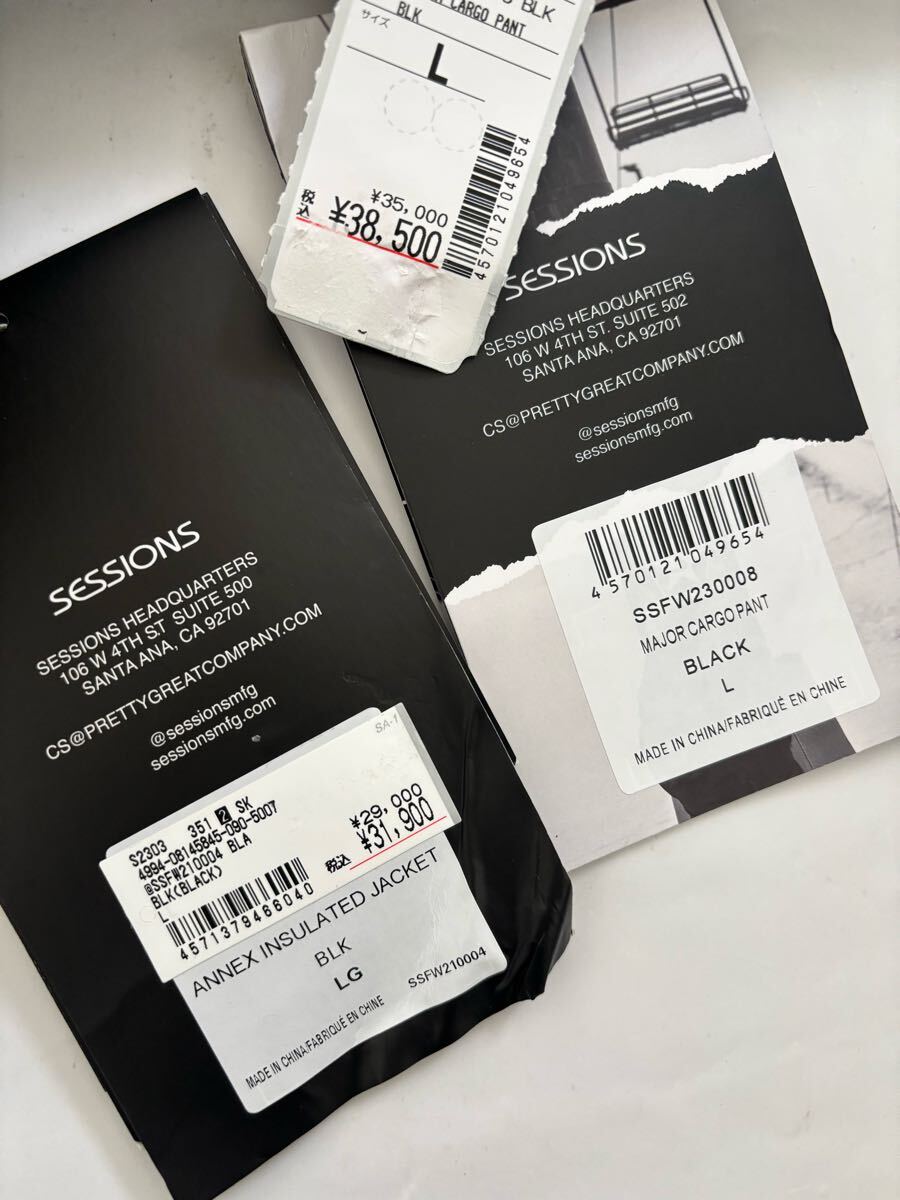 BLK
CARGO PANT
BLK
サイズ
L
¥35,000
税込 ¥38,500
4570121049654
SESSIONS
SESSIONS HEADQUARTERS
106 W 4TH ST. SUITE 502
SANTA ANA, CA 92701
CS@PRETTYGREATCOMPANY.COM
@sessionsmfg
sessionsmfg.com
4 570121 049654
SSFW230008
MAJOR CARGO PANT
BLACK
L
MADE IN CHINA/FABRIQUÉ EN CHINE
SESSIONS
SESSIONS HEADQUARTERS
106 W 4TH ST SUITE 500
SANTA ANA, CA 92701
CS@PRETTYGREATCOMPANY.COM
@sessionsmfg
sessionsmfg.com
SA-1
S2303 351 2 SK
4994-08145845-090-5007
@SSFW210004 BLA
BLK(BLACK)
L
¥29,000
税込 ¥31,900
4571379466040
ANNEX INSULATED JACKET
BLK
LG
SSFW210004
MADE IN CHINA/FABRIQUÉ EN CHINE